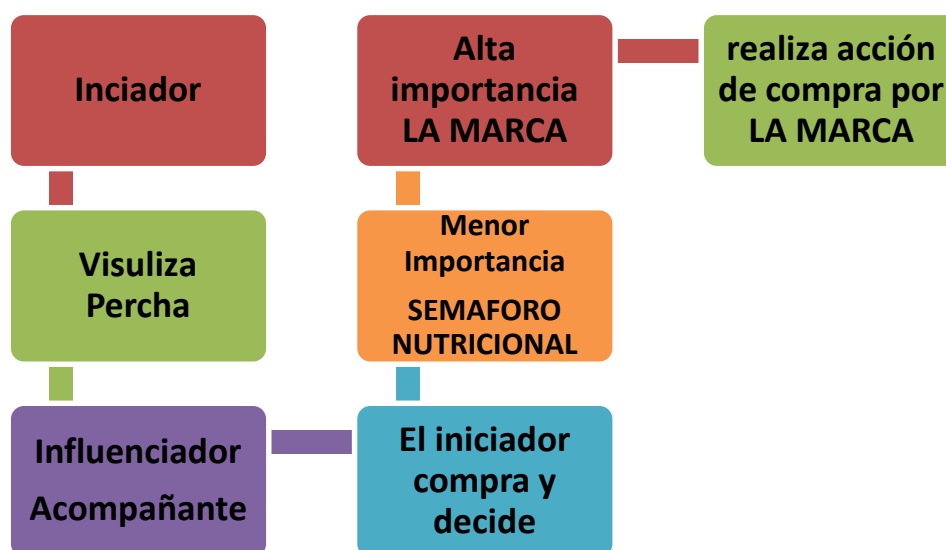 Inciador
Visuliza
Percha
Influenciador
Acompañante
El iniciador
compra y
decide
Menor
Importancia
SEMAFORO
NUTRICIONAL
Alta
importancia
LA MARCA
realiza acción
de compra por
LA MARCA